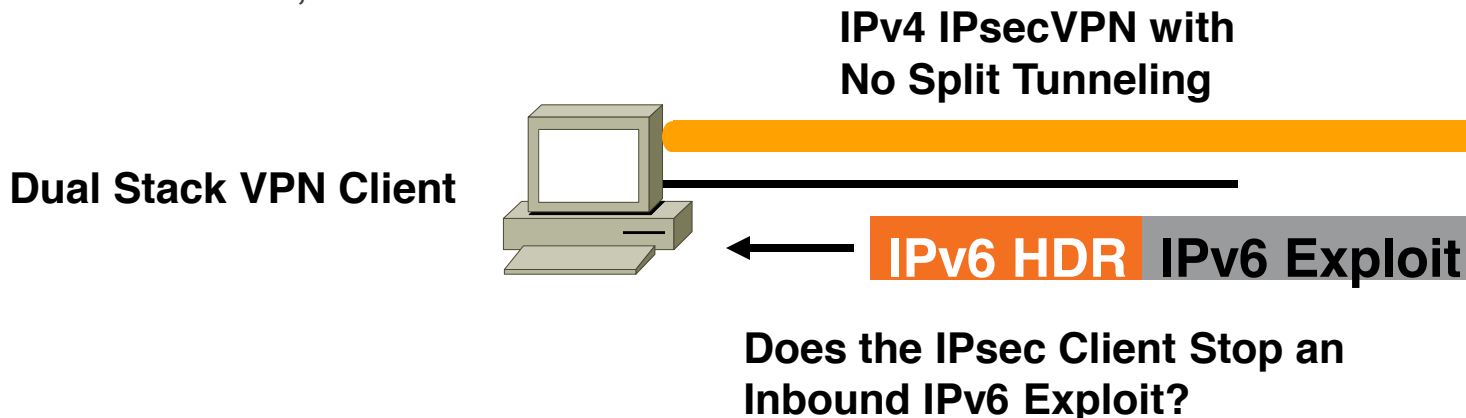 IPv4 IPsecVPN with
No Split Tunneling
Dual Stack VPN Client
IPv6 HDR IPv6 Exploit
Does the IPsec Client Stop an
Inbound IPv6 Exploit?